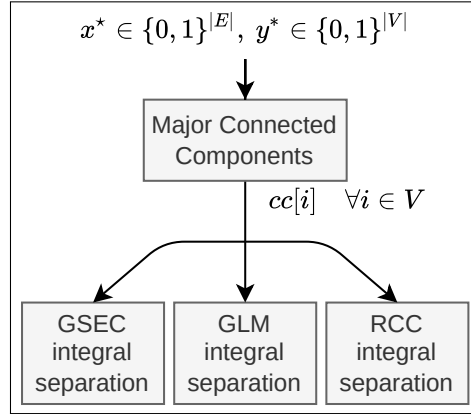 x⋆ ∈ {0, 1}^|E|, y* ∈ {0, 1}^|V|
Major Connected
Components
cc[i] ∀i ∈ V
GSEC
integral
separation
GLM
integral
separation
RCC
integral
separation